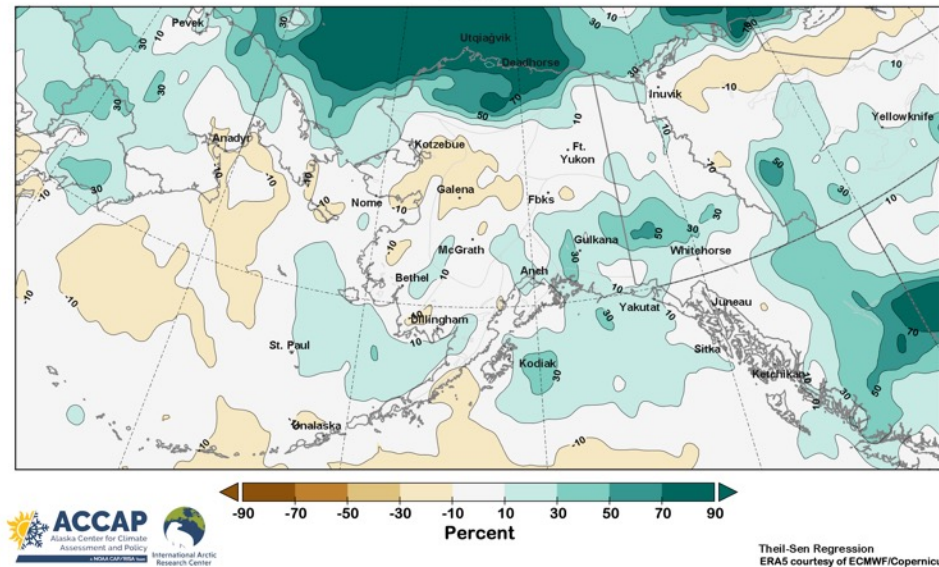 Pevek
Utqiaġvik
Deadhorse
Inuvik
Yellowknife
Anadyr
Kotzebue
Ft.
Yukon
Nome
Galena
Fbks
McGrath
Gulkana
Whitehorse
Bethel
Anch
Dillingham
Yakutat
Juneau
St. Paul
Kodiak
Sitka
Ketchikan
Unalaska
-90 -70 -50 -30 -10 10 30 50 70 90
Percent
ACCAP
Alaska Center for Climate
Assessment and Policy
International Arctic
Research Center
Theil-Sen Regression
ERA5 courtesy of ECMWF/Copernicu